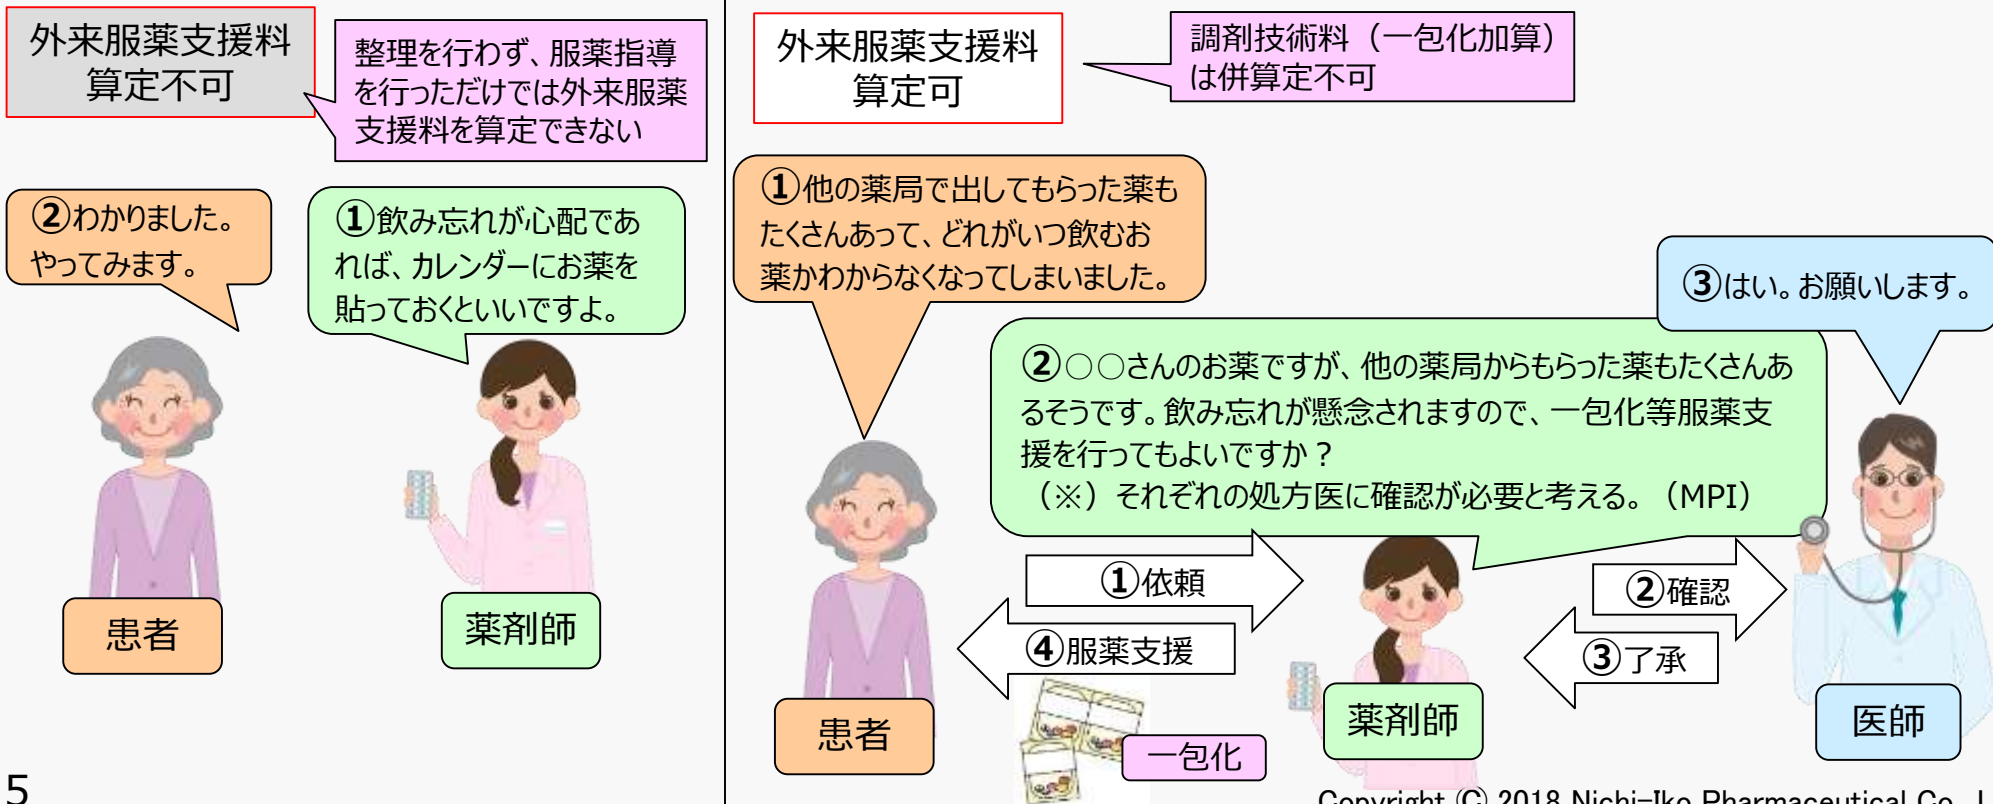 外来服薬支援料
算定不可
整理を行わず、服薬指導
を行っただけでは外来服薬
支援料を算定できない
②わかりました。
やってみます。
①飲み忘れが心配であ
れば、カレンダーにお薬を
貼っておくといいですよ。
患者
薬剤師
外来服薬支援料
算定可
調剤技術料（一包化加算）
は併算定不可
①他の薬局で出してもらった薬も
たくさんあって、どれがいつ飲むお
薬かわからなくなってしまいました。
②○○さんのお薬ですが、他の薬局からもらった薬もたくさんあ
るそうです。飲み忘れが懸念されますので、一包化等服薬支
援を行ってもよいですか？
（※）それぞれの処方医に確認が必要と考える。（MPI）
③はい。お願いします。
①依頼
②確認
④服薬支援
③了承
患者
一包化
薬剤師
医師
5
Copyright (C) 2018 Nichi-Iko Pharmaceutical Co.